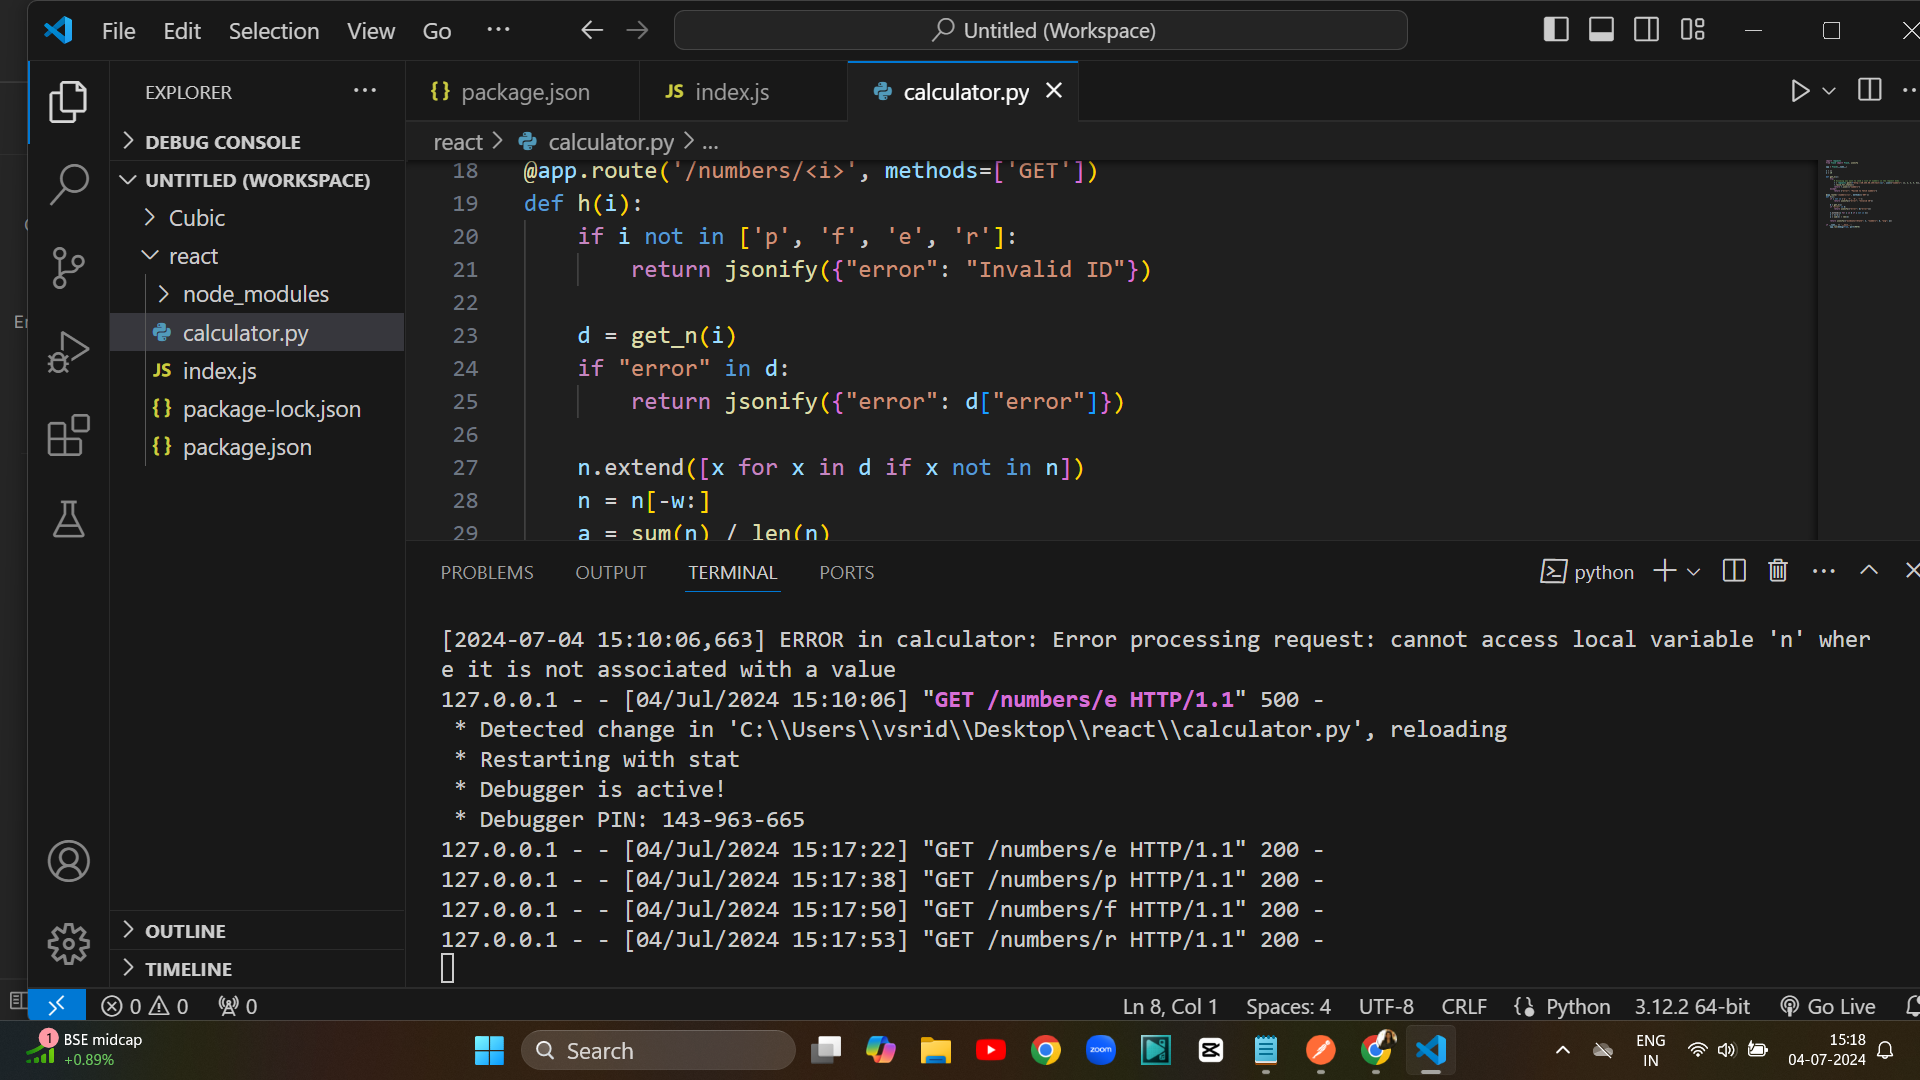 File Edit Selection View Go ···
Untitled (Workspace)
EXPLORER ···
DEBUG CONSOLE
UNTITLED (WORKSPACE)
Cubic
react
node_modules
calculator.py
JS index.js
{} package-lock.json
{} package.json
OUTLINE
TIMELINE
{} package.json
JS index.js
calculator.py
react > calculator.py > ...
18 @app.route('/numbers/<i>', methods=['GET'])
19 def h(i):
20     if i not in ['p', 'f', 'e', 'r']:
21         return jsonify({"error": "Invalid ID"})
22
23     d = get_n(i)
24     if "error" in d:
25         return jsonify({"error": d["error"]})
26
27     n.extend([x for x in d if x not in n])
28     n = n[-w:]
29     a = sum(n) / len(n)
PROBLEMS OUTPUT TERMINAL PORTS
python
[2024-07-04 15:10:06,663] ERROR in calculator: Error processing request: cannot access local variable 'n' wher
e it is not associated with a value
127.0.0.1 - - [04/Jul/2024 15:10:06] "GET /numbers/e HTTP/1.1" 500 -
 * Detected change in 'C:\\Users\\vsrid\\Desktop\\react\\calculator.py', reloading
 * Restarting with stat
 * Debugger is active!
 * Debugger PIN: 143-963-665
127.0.0.1 - - [04/Jul/2024 15:17:22] "GET /numbers/e HTTP/1.1" 200 -
127.0.0.1 - - [04/Jul/2024 15:17:38] "GET /numbers/p HTTP/1.1" 200 -
127.0.0.1 - - [04/Jul/2024 15:17:50] "GET /numbers/f HTTP/1.1" 200 -
127.0.0.1 - - [04/Jul/2024 15:17:53] "GET /numbers/r HTTP/1.1" 200 -
0 0 0
Ln 8, Col 1 Spaces: 4 UTF-8 CRLF {} Python 3.12.2 64-bit Go Live
1
BSE midcap
+0.89%
Search
zoom
ENG
IN
15:18
04-07-2024